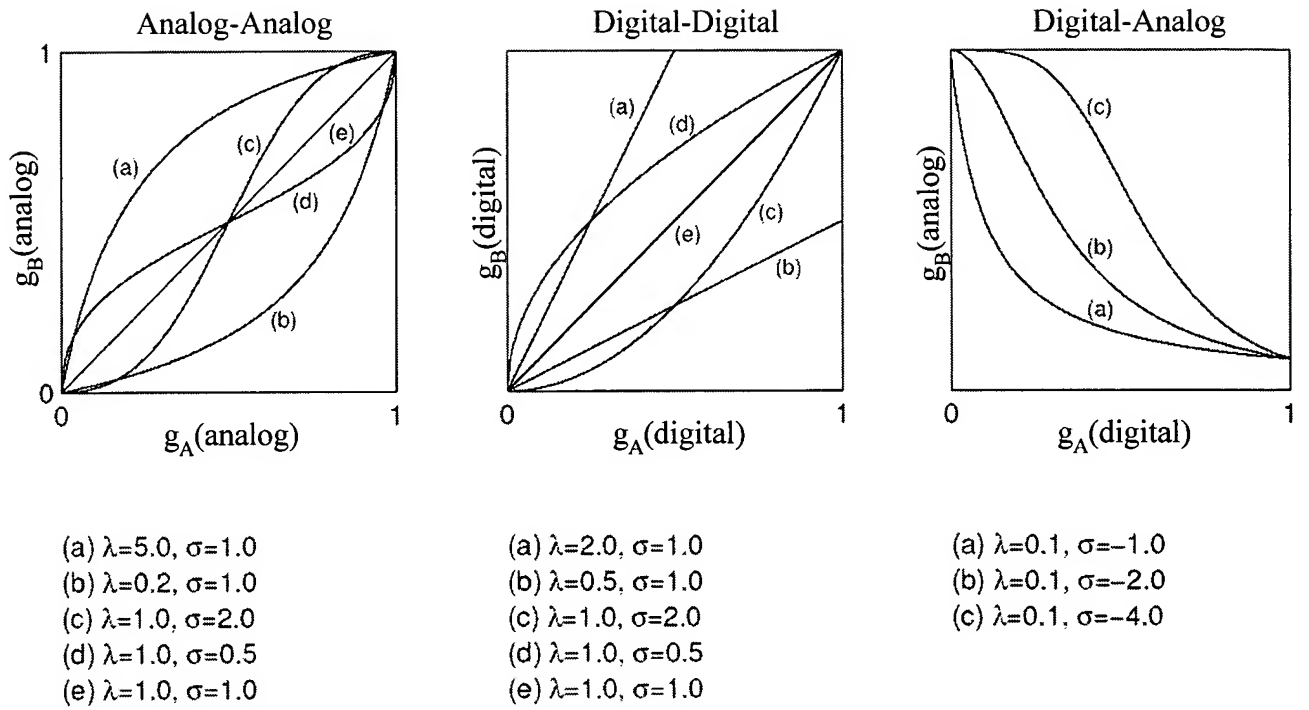 Analog-Analog
1
(a)
(c)
(e)
(d)
(b)
g_B(analog)
0
0
1
g_A(analog)
Digital-Digital
(a)
(d)
(c)
(e)
(b)
g_B(digital)
0
1
g_A(digital)
Digital-Analog
(c)
(b)
(a)
g_B(analog)
0
1
g_A(digital)
(a) λ=5.0, σ=1.0
(b) λ=0.2, σ=1.0
(c) λ=1.0, σ=2.0
(d) λ=1.0, σ=0.5
(e) λ=1.0, σ=1.0
(a) λ=2.0, σ=1.0
(b) λ=0.5, σ=1.0
(c) λ=1.0, σ=2.0
(d) λ=1.0, σ=0.5
(e) λ=1.0, σ=1.0
(a) λ=0.1, σ=−1.0
(b) λ=0.1, σ=−2.0
(c) λ=0.1, σ=−4.0